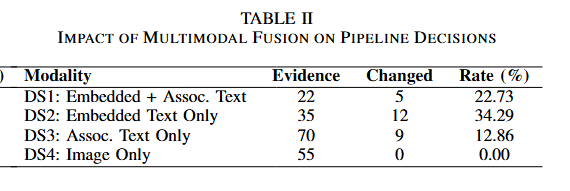 TABLE II
IMPACT OF MULTIMODAL FUSION ON PIPELINE DECISIONS
) Modality Evidence Changed Rate (%)
DS1: Embedded + Assoc. Text 22 5 22.73
DS2: Embedded Text Only 35 12 34.29
DS3: Assoc. Text Only 70 9 12.86
DS4: Image Only 55 0 0.00